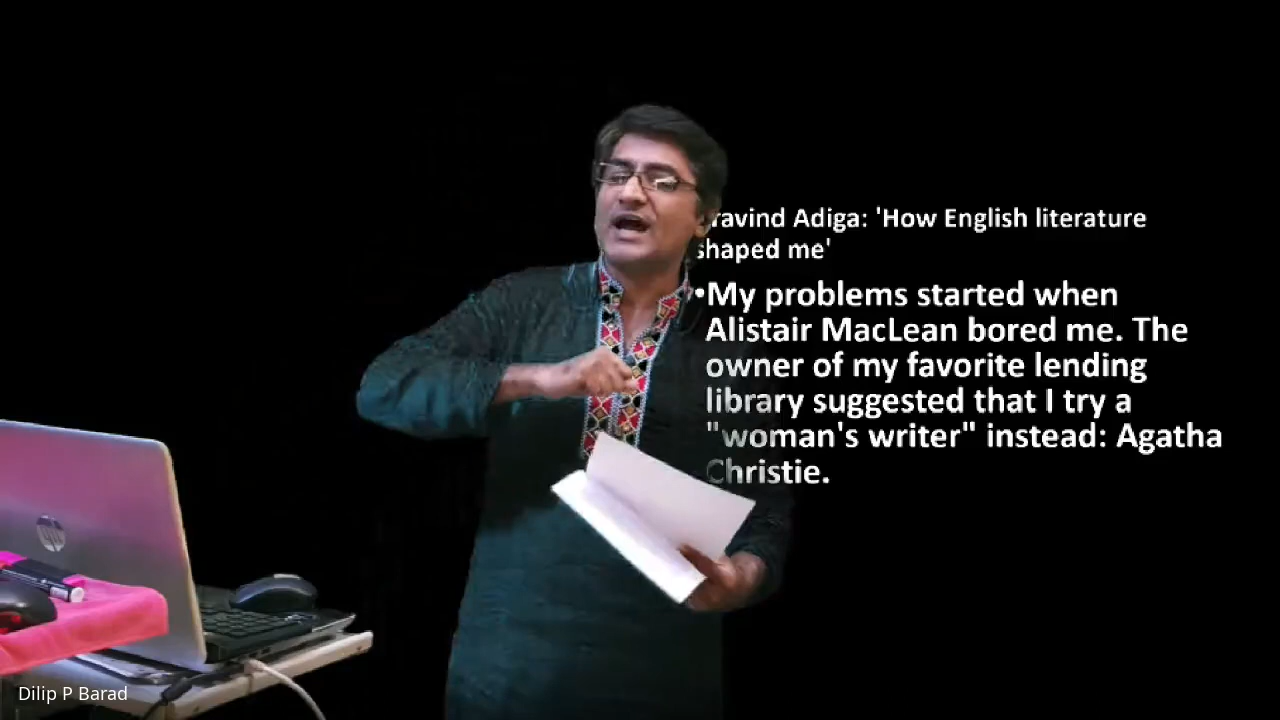 ravind Adiga: 'How English literature
shaped me'
•My problems started when
Alistair MacLean bored me. The
owner of my favorite lending
library suggested that I try a
"woman's writer" instead: Agatha
Christie.
hp
Dilip P Barad